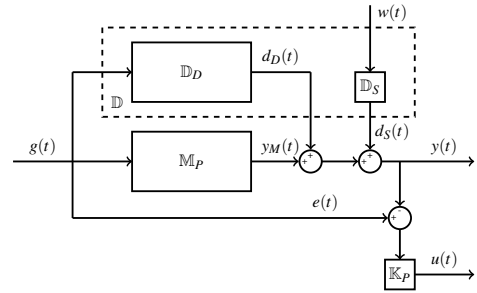 w(t)
𝔻_D
d_D(t)
𝔻_S
𝔻
d_S(t)
g(t)
𝕄_P
y_M(t)
+
+
+
+
y(t)
e(t)
-
+
𝕂_P
u(t)